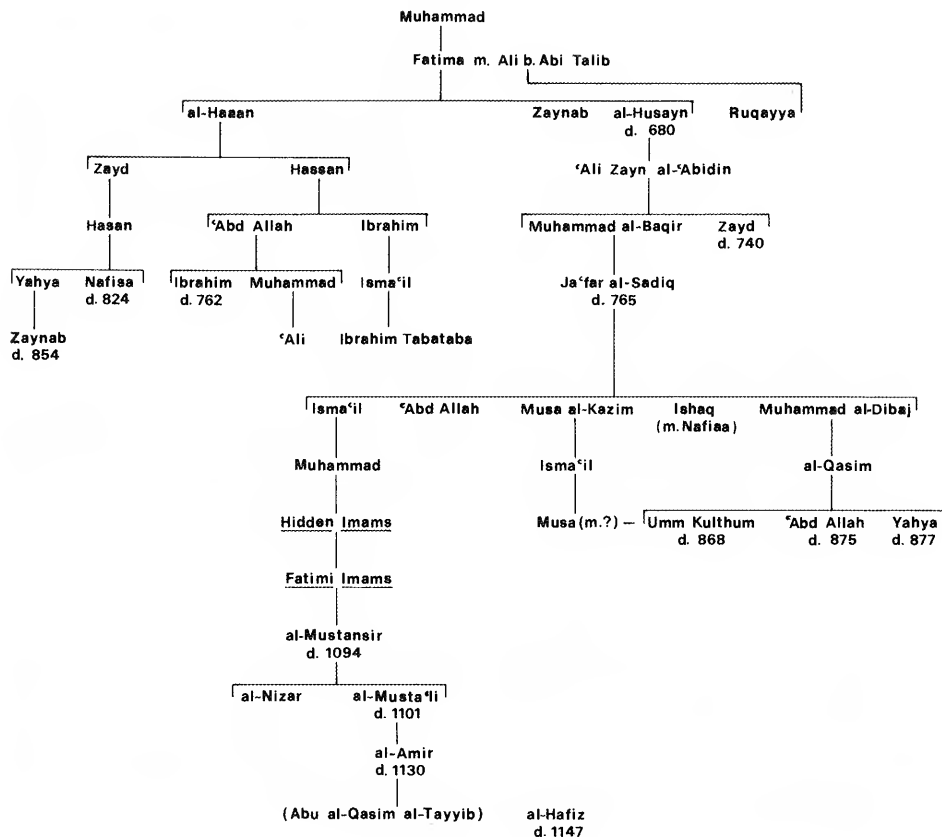 Muhammad
Fatima m. Ali b. Abi Talib
al-Haaan Zaynab al-Husayn Ruqayya
d. 680
Zayd Hassan ʿAli Zayn al-ʿAbidin
Hasan ʿAbd Allah Ibrahim Muhammad al-Baqir Zayd
d. 740
Yahya Nafisa Ibrahim Muhammad Ismaʿil Jaʿfar al-Sadiq
d. 824 d. 762 d. 765
Zaynab ʿAli Ibrahim Tabataba
d. 854
Ismaʿil ʿAbd Allah Musa al-Kazim Ishaq Muhammad al-Dibaj
(m. Nafiaa)
Muhammad Ismaʿil al-Qasim
Hidden Imams Musa (m.?) – Umm Kulthum ʿAbd Allah Yahya
d. 868 d. 875 d. 877
Fatimi Imams
al-Mustansir
d. 1094
al-Nizar al-Mustaʿli
d. 1101
al-Amir
d. 1130
(Abu al-Qasim al-Tayyib) al-Hafiz
d. 1147